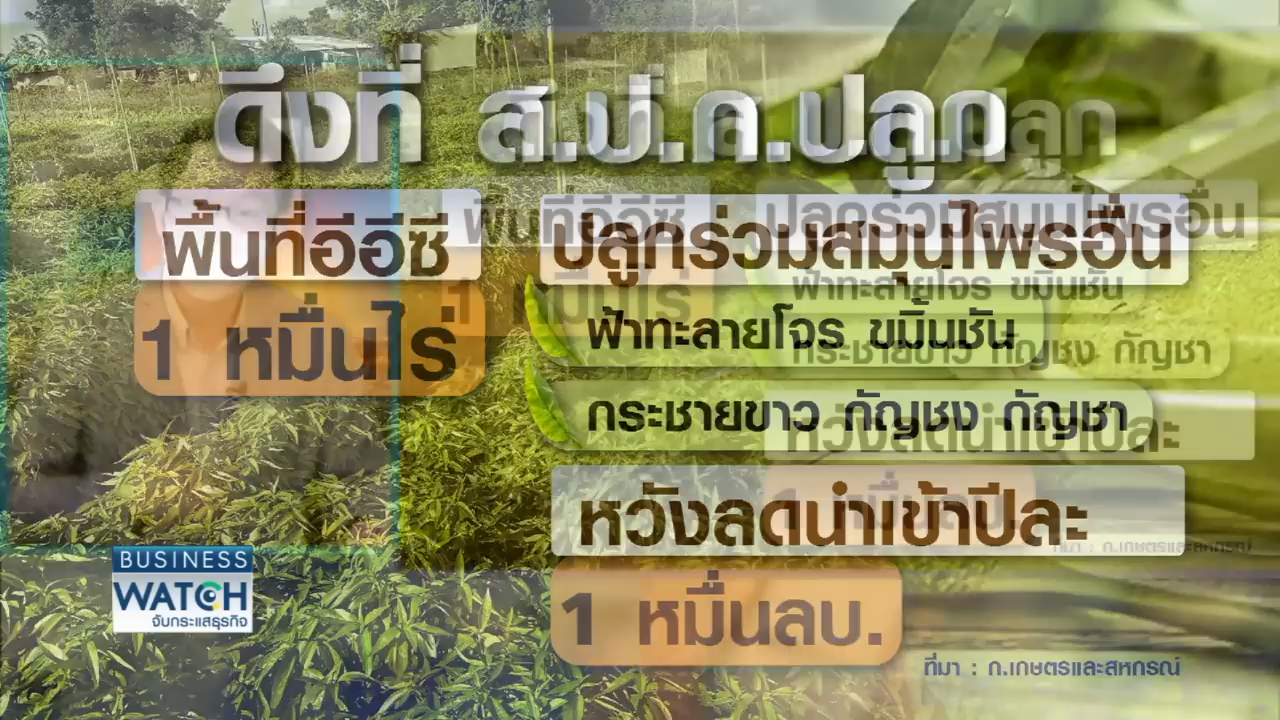 ดึงที่ ส.ป.ก.ปลูก
พื้นที่อีอีซี
1 หมื่นไร่
ปลูกร่วมสมุนไพรอื่น
ฟ้าทะลายโจร ขมิ้นชัน
กระชายขาว กัญชง กัญชา
หวังลดนำเข้าปีละ
1 หมื่นลบ.
BUSINESS
WATCH
จับกระแสธุรกิจ
ที่มา : ก.เกษตรและสหกรณ์